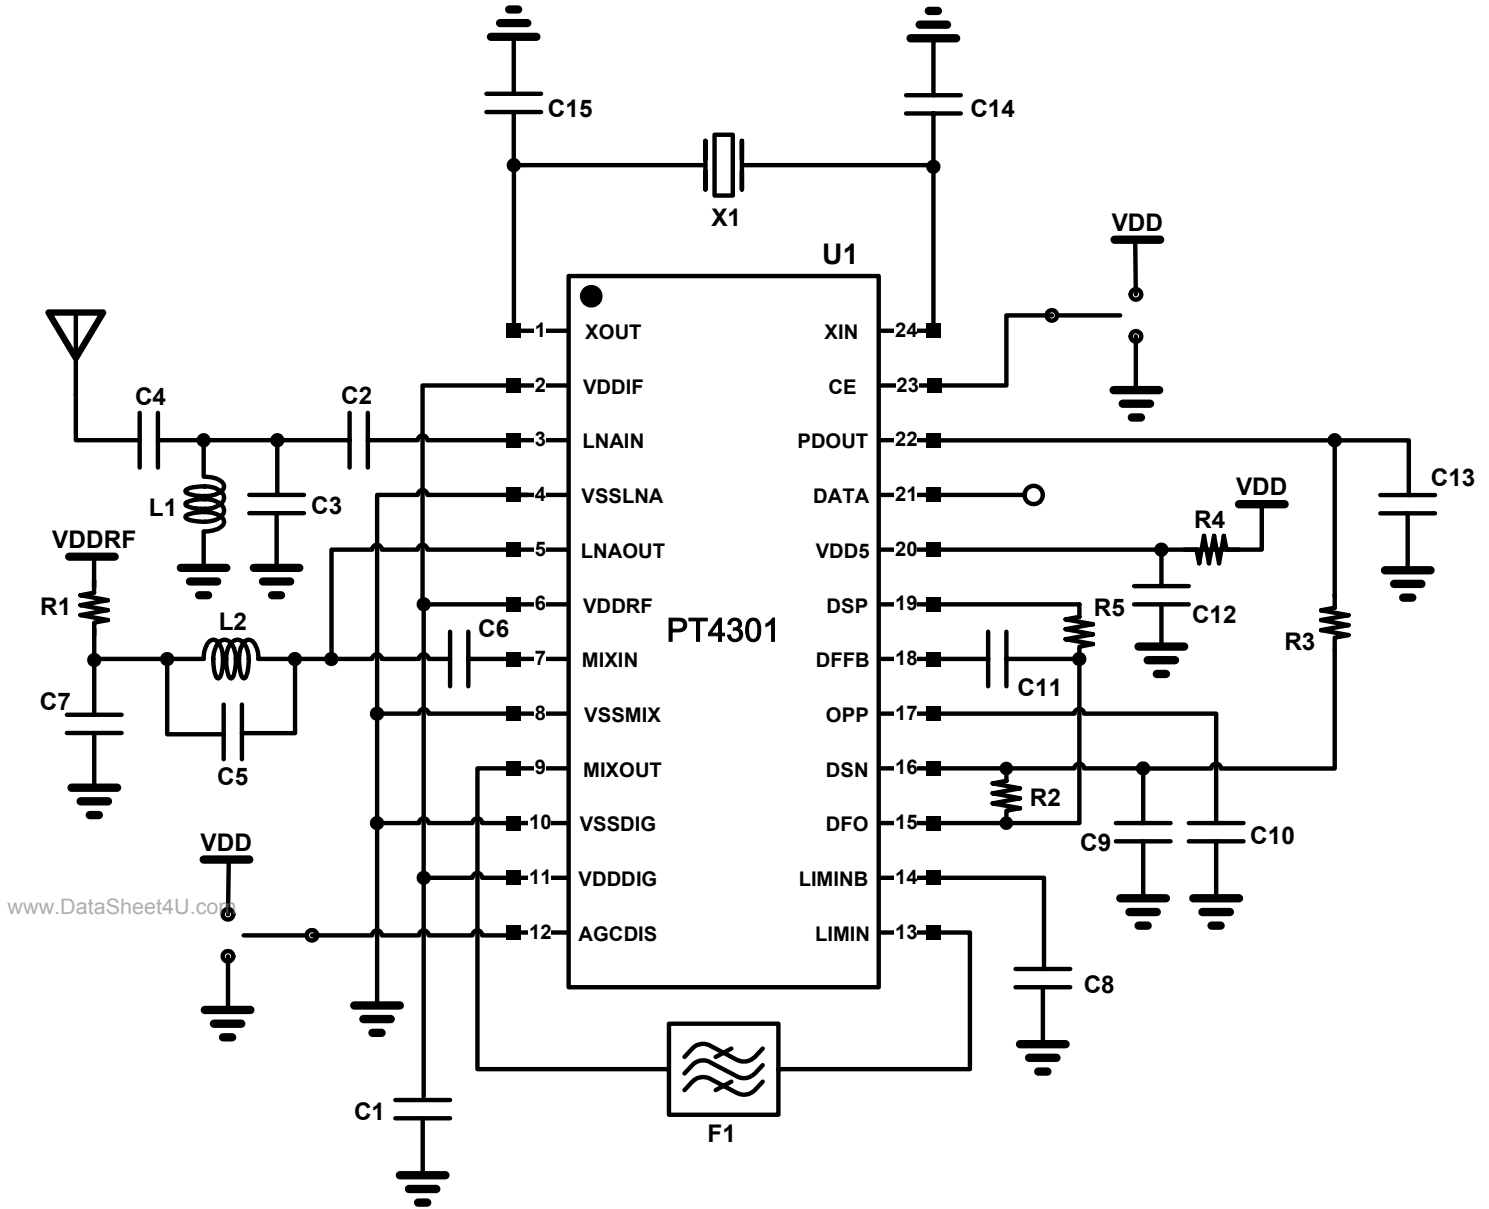 C15
C14
X1
VDD
U1
1 XOUT XIN 24
2 VDDIF CE 23
C4 C2
3 LNAIN PDOUT 22
C13
L1 C3
4 VSSLNA DATA 21
VDD
R4
VDDRF
5 LNAOUT VDD5 20
R1
6 VDDRF DSP 19
R5 C12
L2 C6
PT4301
R3
7 MIXIN DFFB 18
C11
C7
8 VSSMIX OPP 17
C5
9 MIXOUT DSN 16
R2
10 VSSDIG DFO 15
C9 C10
VDD
11 VDDDIG LIMINB 14
www.DataSheet4U.com
12 AGCDIS LIMIN 13
C8
C1
F1